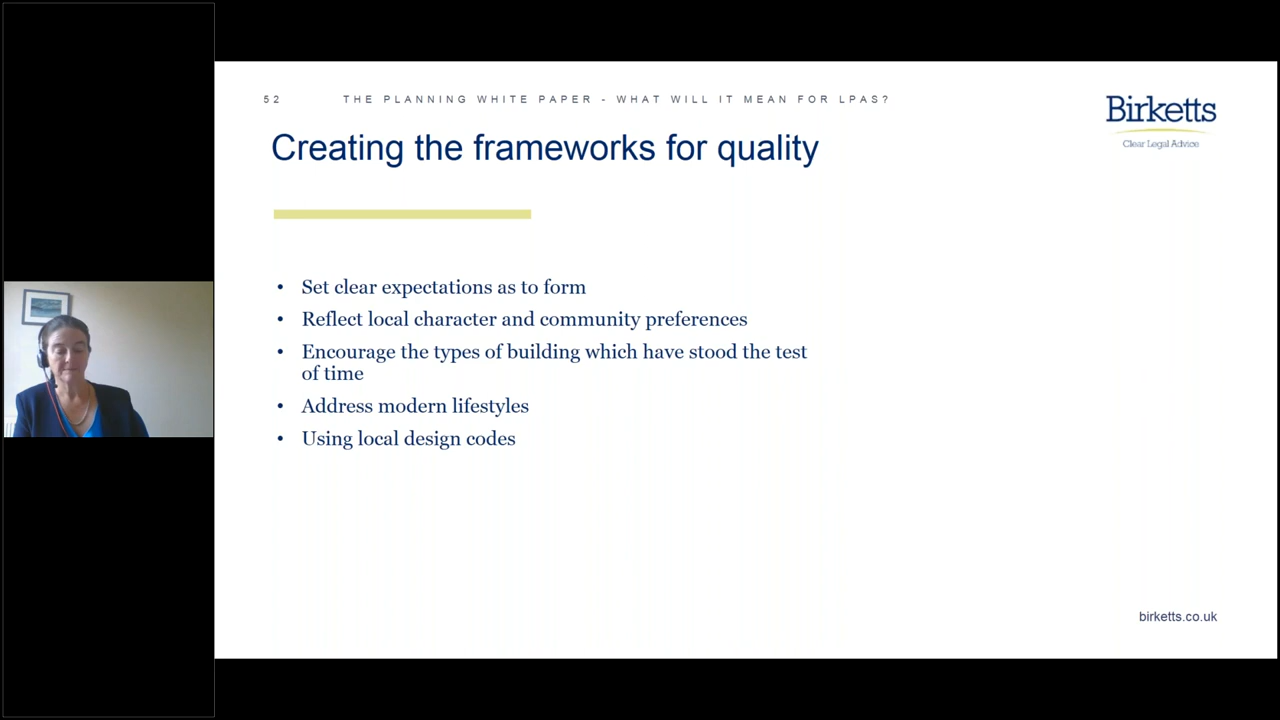 52 THE PLANNING WHITE PAPER - WHAT WILL IT MEAN FOR LPAS?
Birketts
Clear Legal Advice
Creating the frameworks for quality
• Set clear expectations as to form
• Reflect local character and community preferences
• Encourage the types of building which have stood the test
of time
• Address modern lifestyles
• Using local design codes
birketts.co.uk